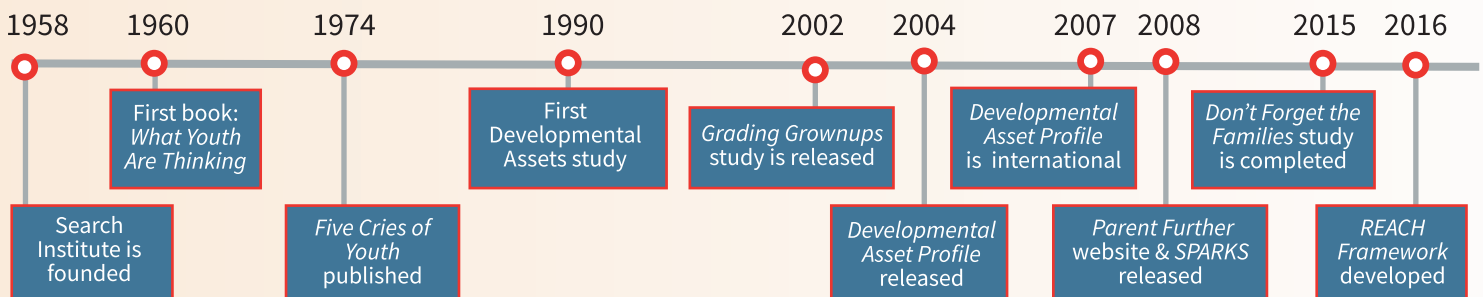 1958 1960 1974 1990 2002 2004 2007 2008 2015 2016
First book:
What Youth
Are Thinking
First
Developmental
Assets study
Grading Grownups
study is released
Developmental
Asset Profile
is international
Don’t Forget the
Families study
is completed
Search
Institute is
founded
Five Cries of
Youth
published
Developmental
Asset Profile
released
Parent Further
website & SPARKS
released
REACH
Framework
developed